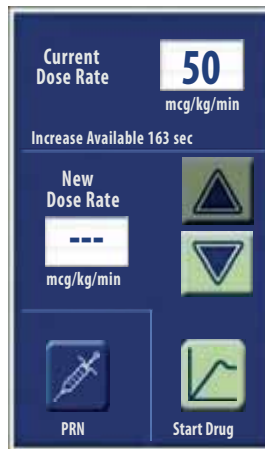 Current
Dose Rate
50
mcg/kg/min
Increase Available 163 sec
New
Dose Rate
---
mcg/kg/min
PRN
Start Drug